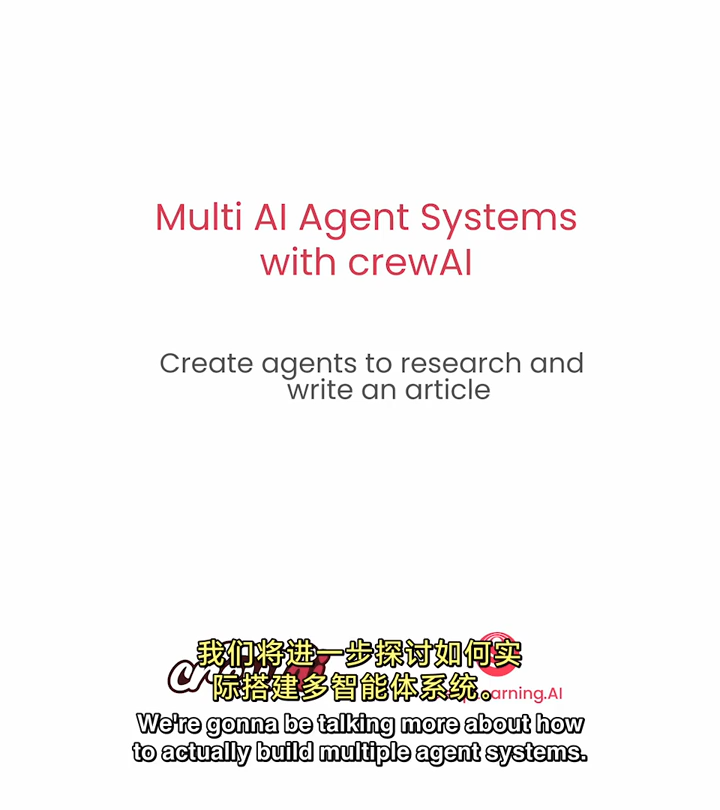 Multi AI Agent Systems
with crewAI
Create agents to research and
write an article
我们将进一步探讨如何实
际搭建多智能体系统。
arning.AI
We're gonna be talking more about how
to actually build multiple agent systems.